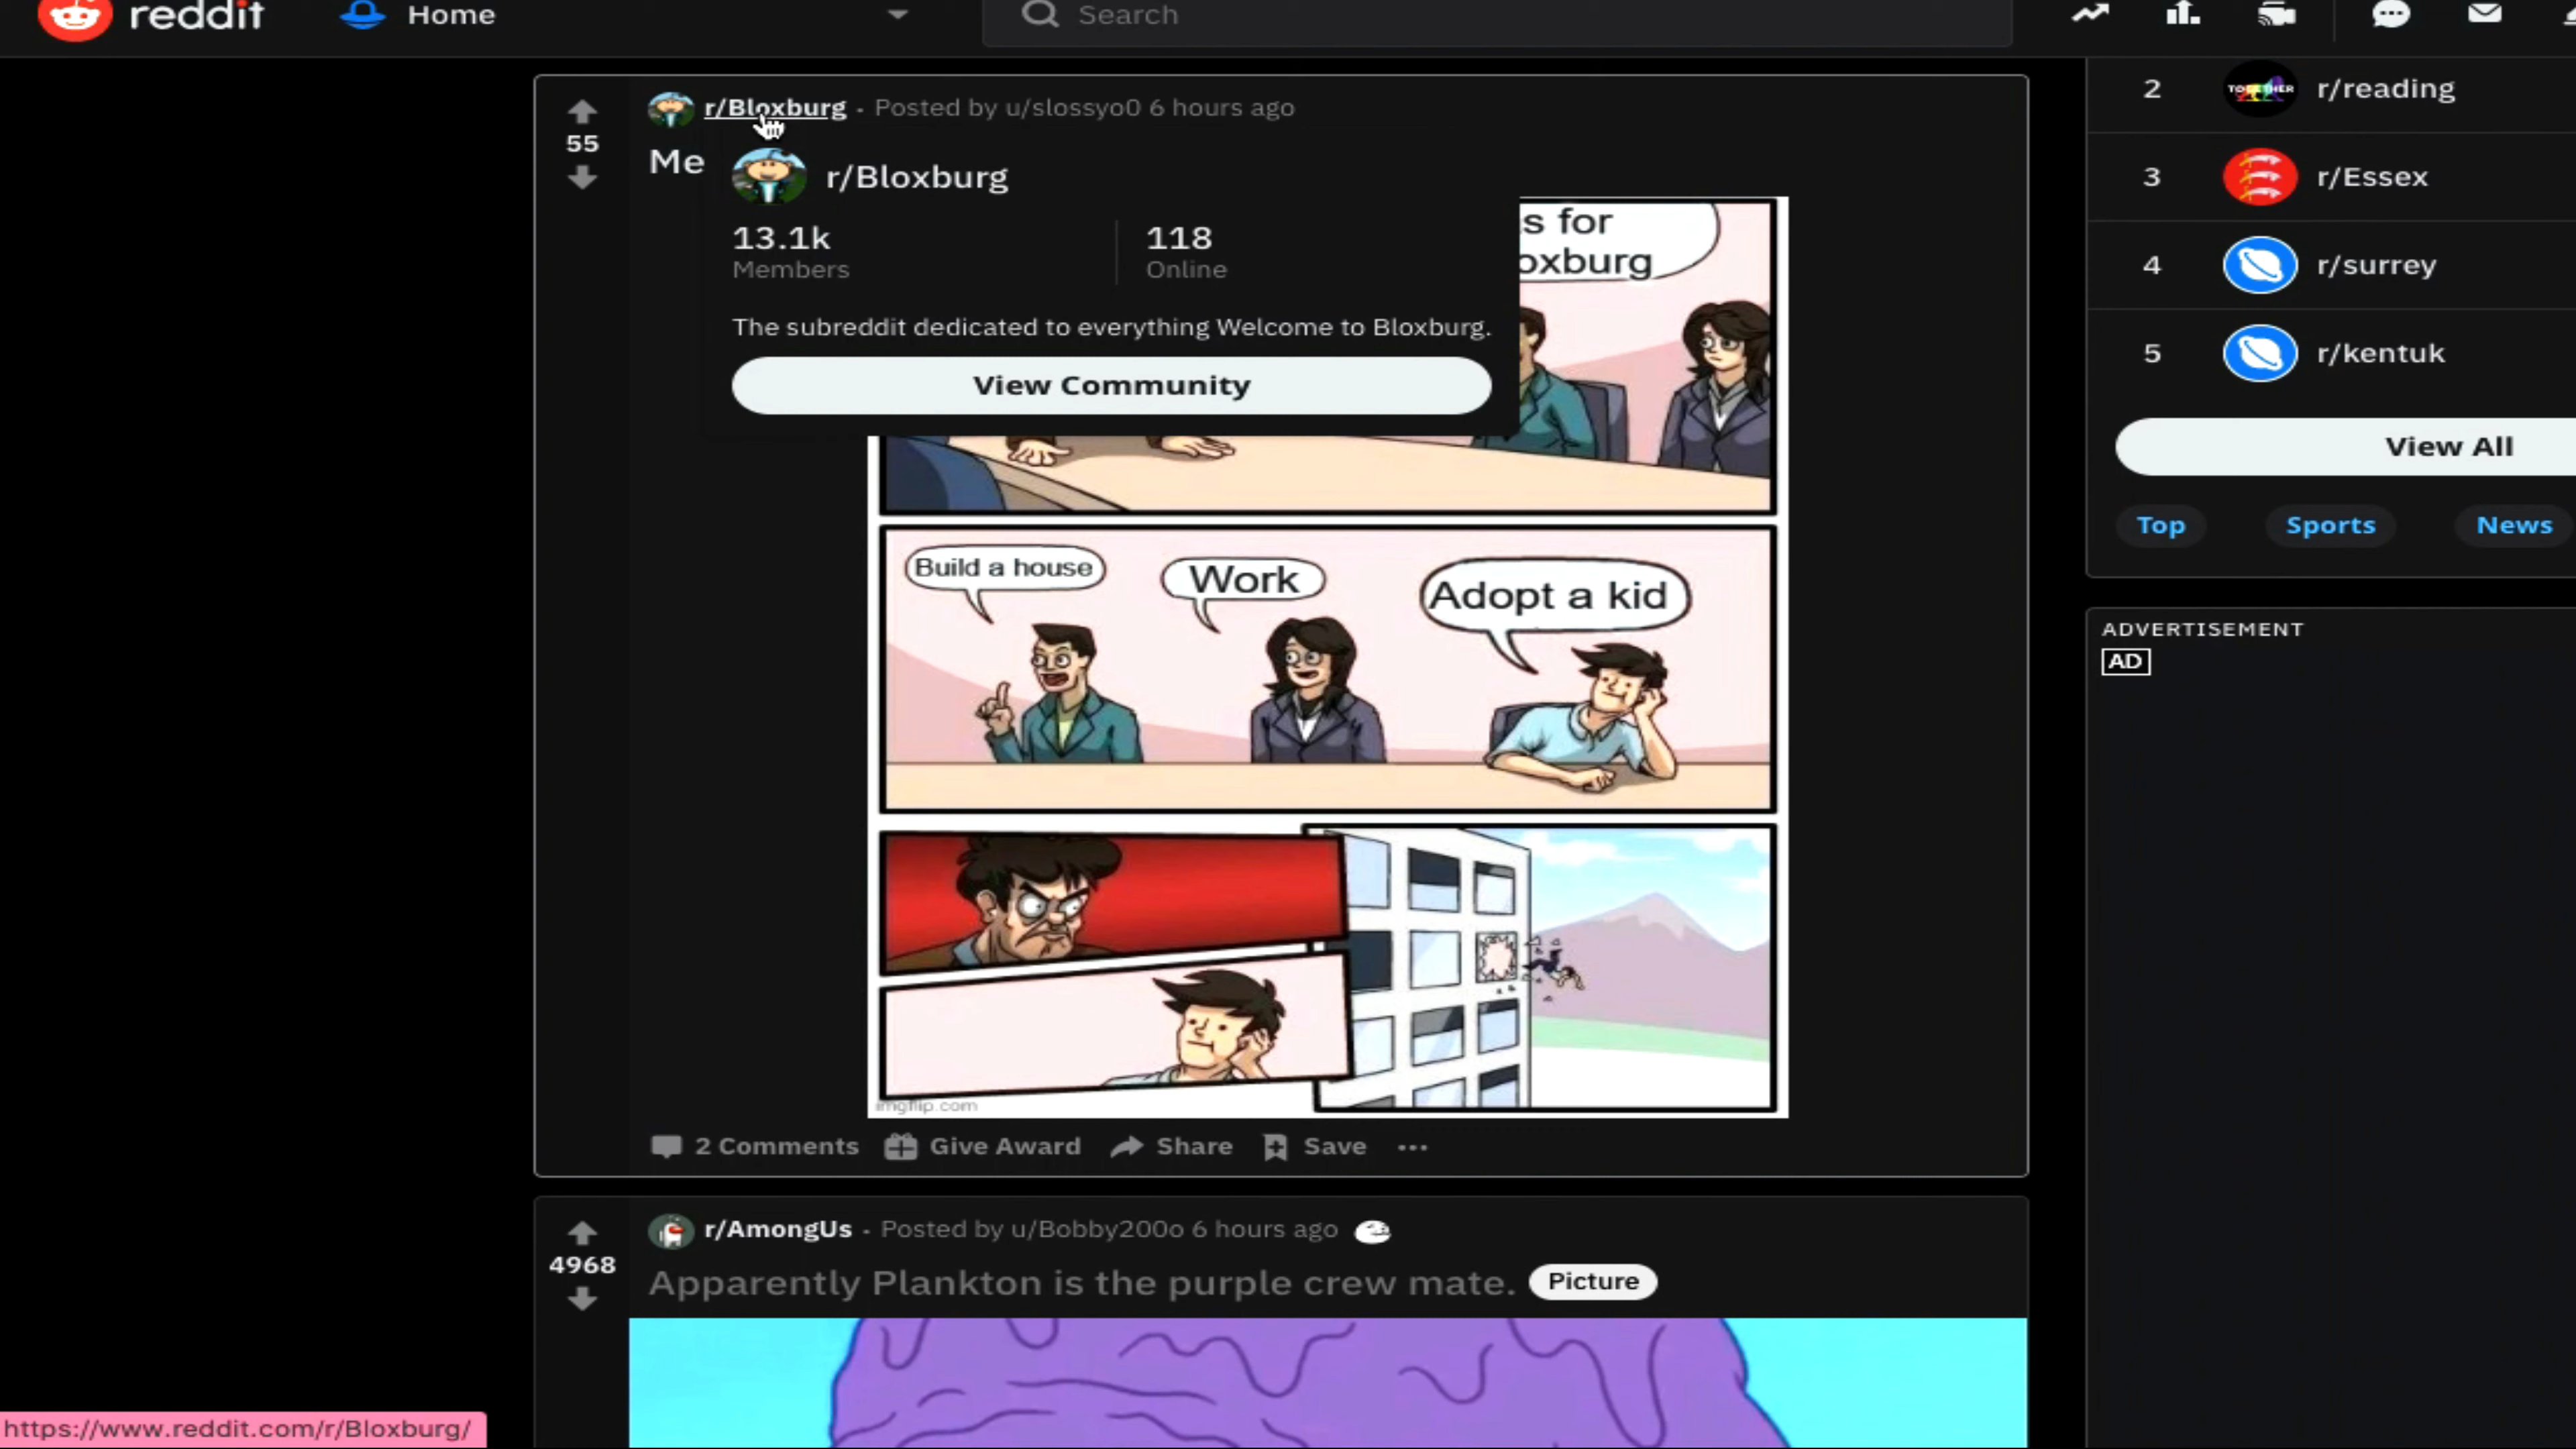 reddit
Home
Search
r/Bloxburg · Posted by u/slossyo0 6 hours ago
55
Me
r/Bloxburg
13.1k
Members
118
Online
The subreddit dedicated to everything Welcome to Bloxburg.
View Community
s for
oxburg
Build a house
Work
Adopt a kid
imgflip.com
2 Comments
Give Award
Share
Save
r/AmongUs · Posted by u/Bobby200o 6 hours ago
4968
Apparently Plankton is the purple crew mate.
Picture
2
TOGETHER
r/reading
3
r/Essex
4
r/surrey
5
r/kentuk
View All
Top
Sports
News
ADVERTISEMENT
AD
https://www.reddit.com/r/Bloxburg/